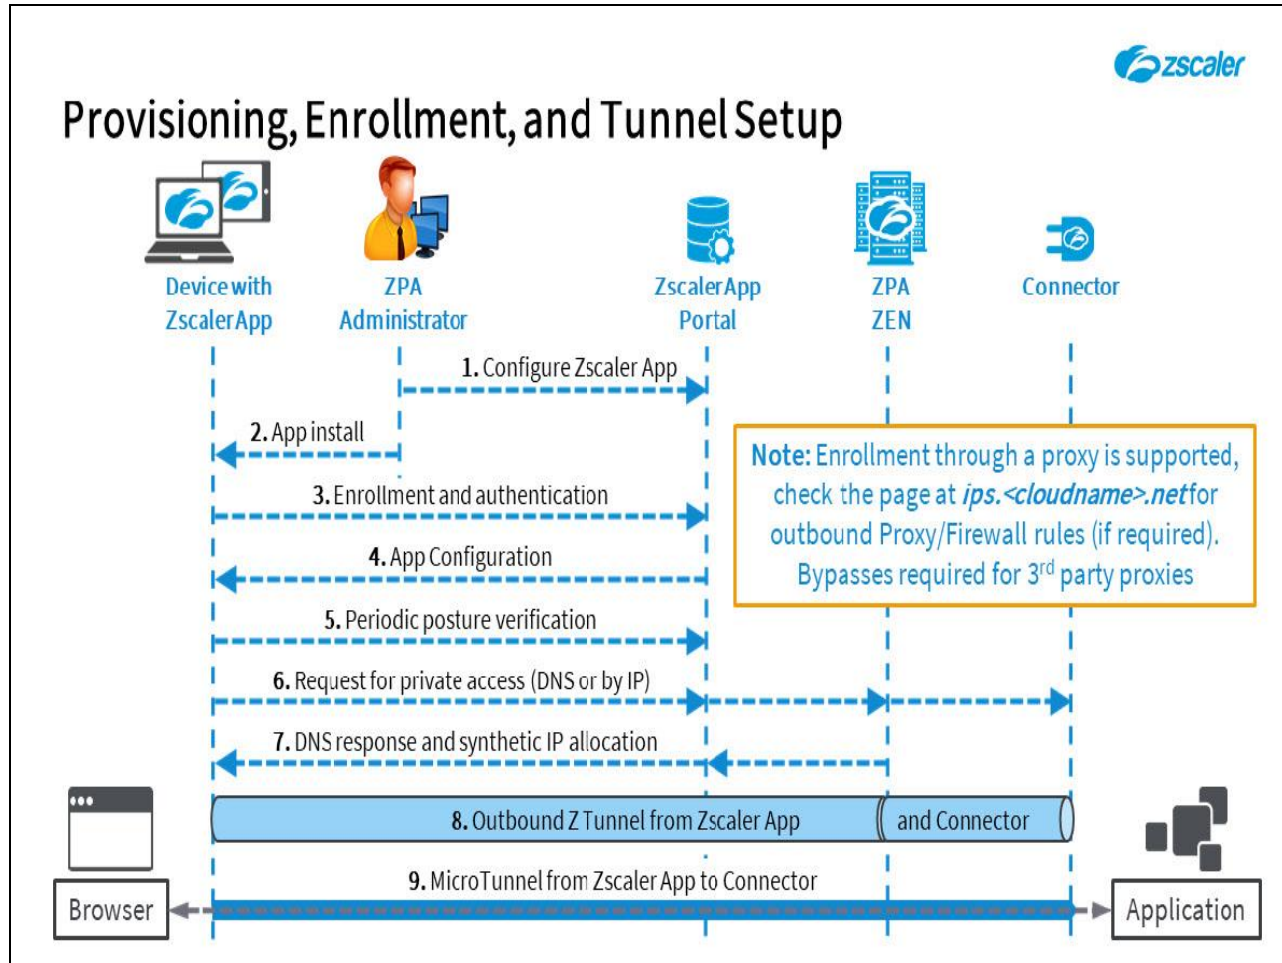 zscaler
Provisioning, Enrollment, and Tunnel Setup
Device with
ZscalerApp
ZPA
Administrator
ZscalerApp
Portal
ZPA
ZEN
Connector
1. Configure Zscaler App
2. App install
3. Enrollment and authentication
4. App Configuration
5. Periodic posture verification
6. Request for private access (DNS or by IP)
7. DNS response and synthetic IP allocation
Note: Enrollment through a proxy is supported,
check the page at ips.<cloudname>.net for
outbound Proxy/Firewall rules (if required).
Bypasses required for 3rd party proxies
8. Outbound Z Tunnel from Zscaler App and Connector
9. MicroTunnel from Zscaler App to Connector
Browser
Application